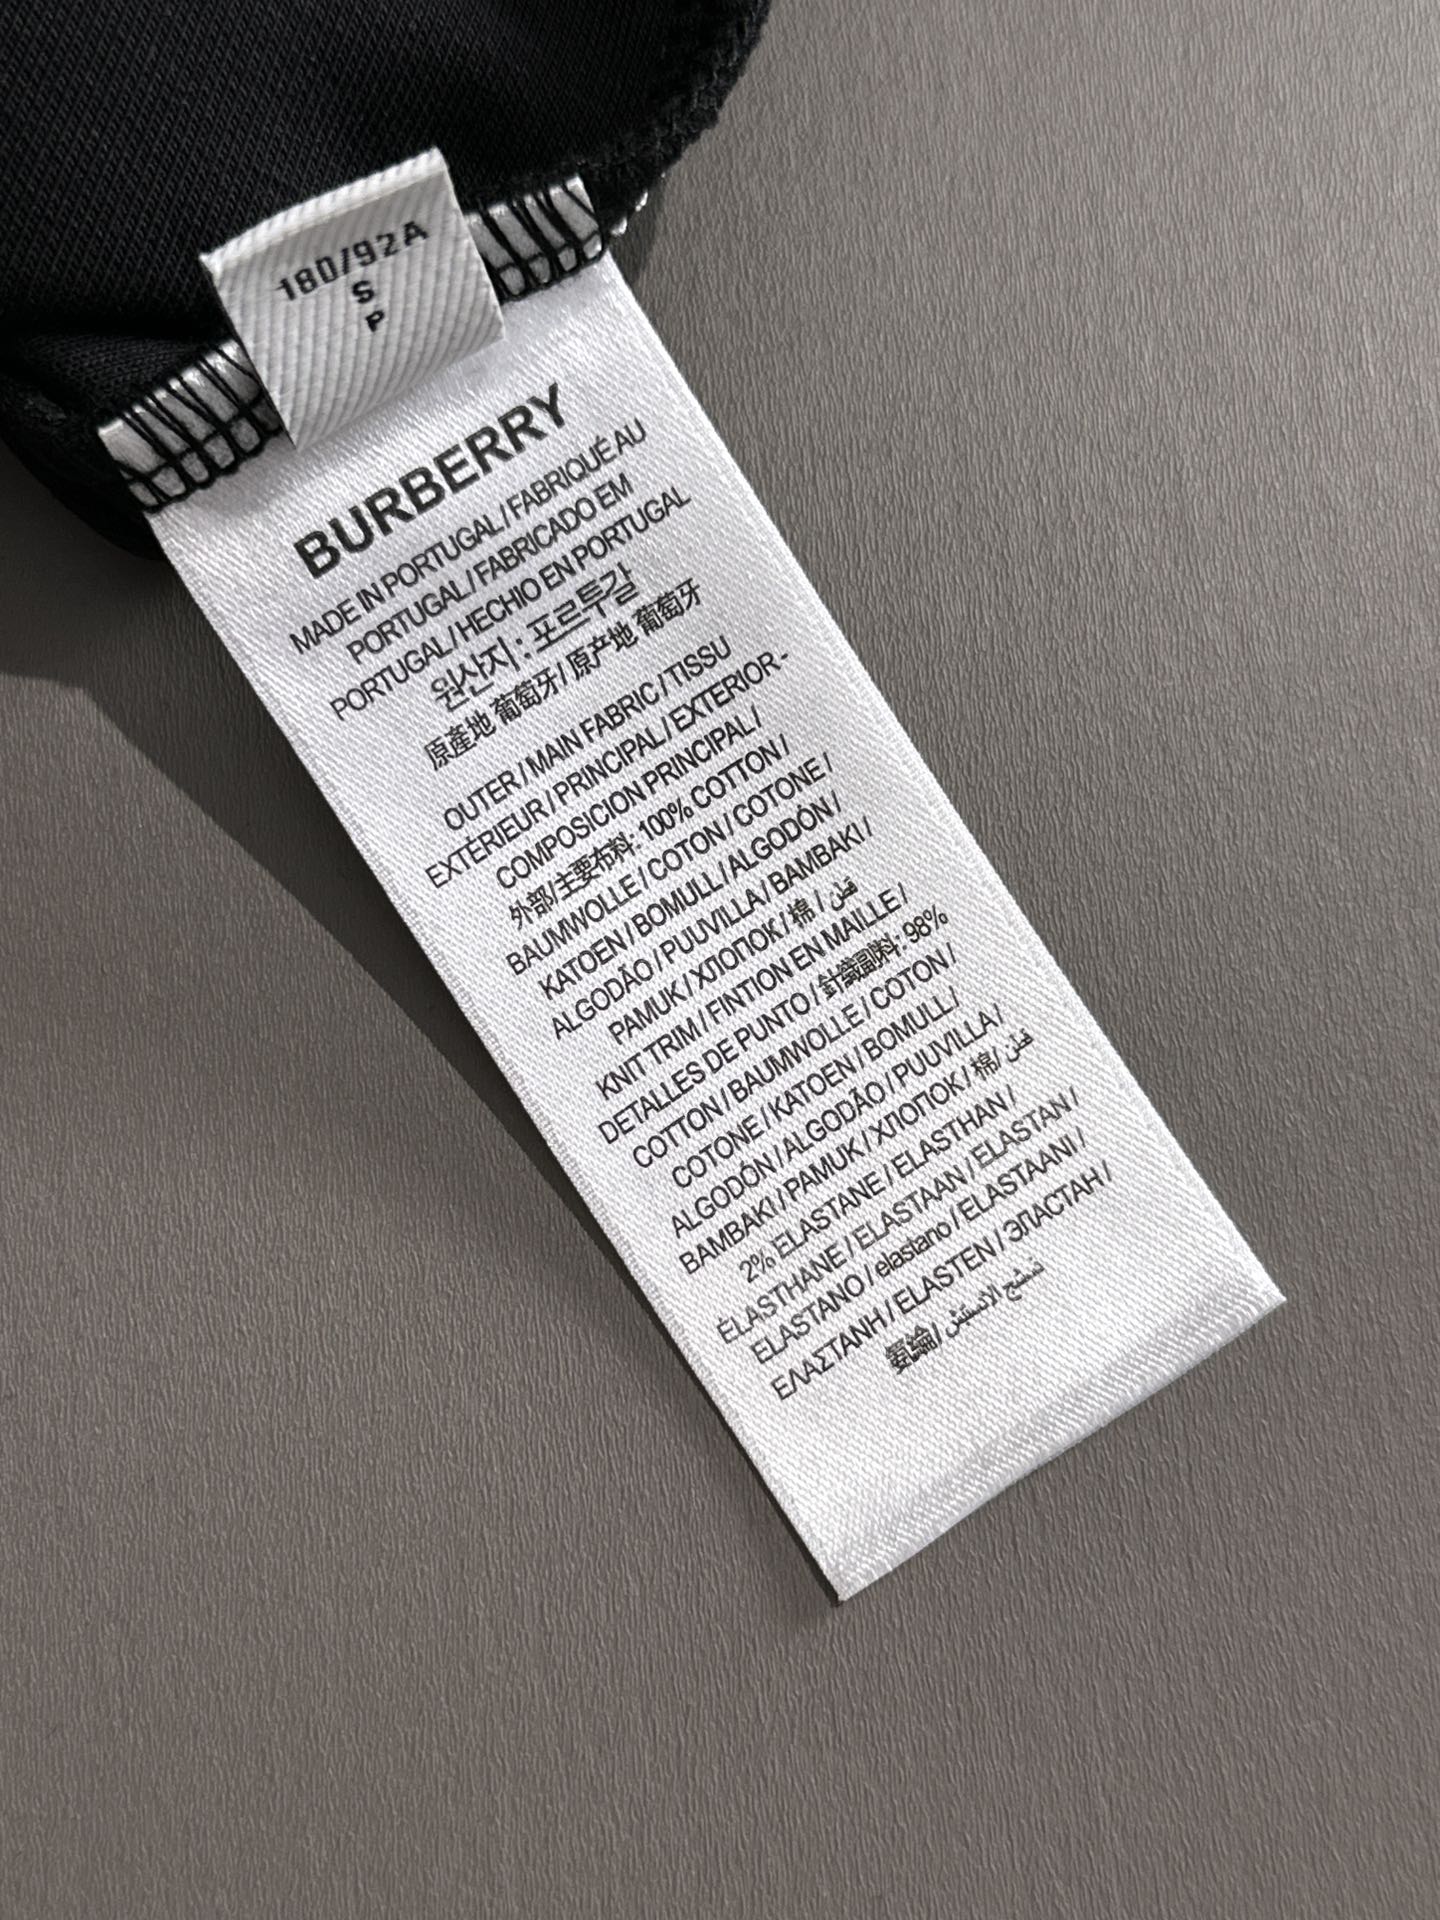 180/92A
S
P
BURBERRY
MADE IN PORTUGAL / FABRIQUÉ AU
PORTUGAL / FABRICADO EM
PORTUGAL / HECHO EN PORTUGAL
원산지 : 포르투갈
原產地 葡萄牙 / 原产地 葡萄牙
OUTER / MAIN FABRIC / TISSU
EXTÉRIEUR / PRINCIPAL / EXTERIOR -
COMPOSICION PRINCIPAL /
外部/主要布料: 100% COTTON /
BAUMWOLLE / COTON / COTONE /
KATOEN / BOMULL / ALGODÓN /
ALGODÃO / PUUVILLA / BAMBAKI /
PAMUK / ХЛОПОК / 棉 / قطن
KNIT TRIM / FINTION EN MAILLE /
DETALLES DE PUNTO / 針織副料: 98%
COTTON / BAUMWOLLE / COTON /
COTONE / KATOEN / BOMULL /
ALGODÓN / ALGODÃO / PUUVILLA /
BAMBAKI / PAMUK / ХЛОПОК / 棉 / قطن
2% ELASTANE / ELASTHAN /
ÉLASTHANE / ELASTAAN / ELASTAN /
ELASTANO / elastano / ELASTAANI /
ΕΛΑΣΤΑΝΗ / ELASTEN / ЭЛАСТАН /